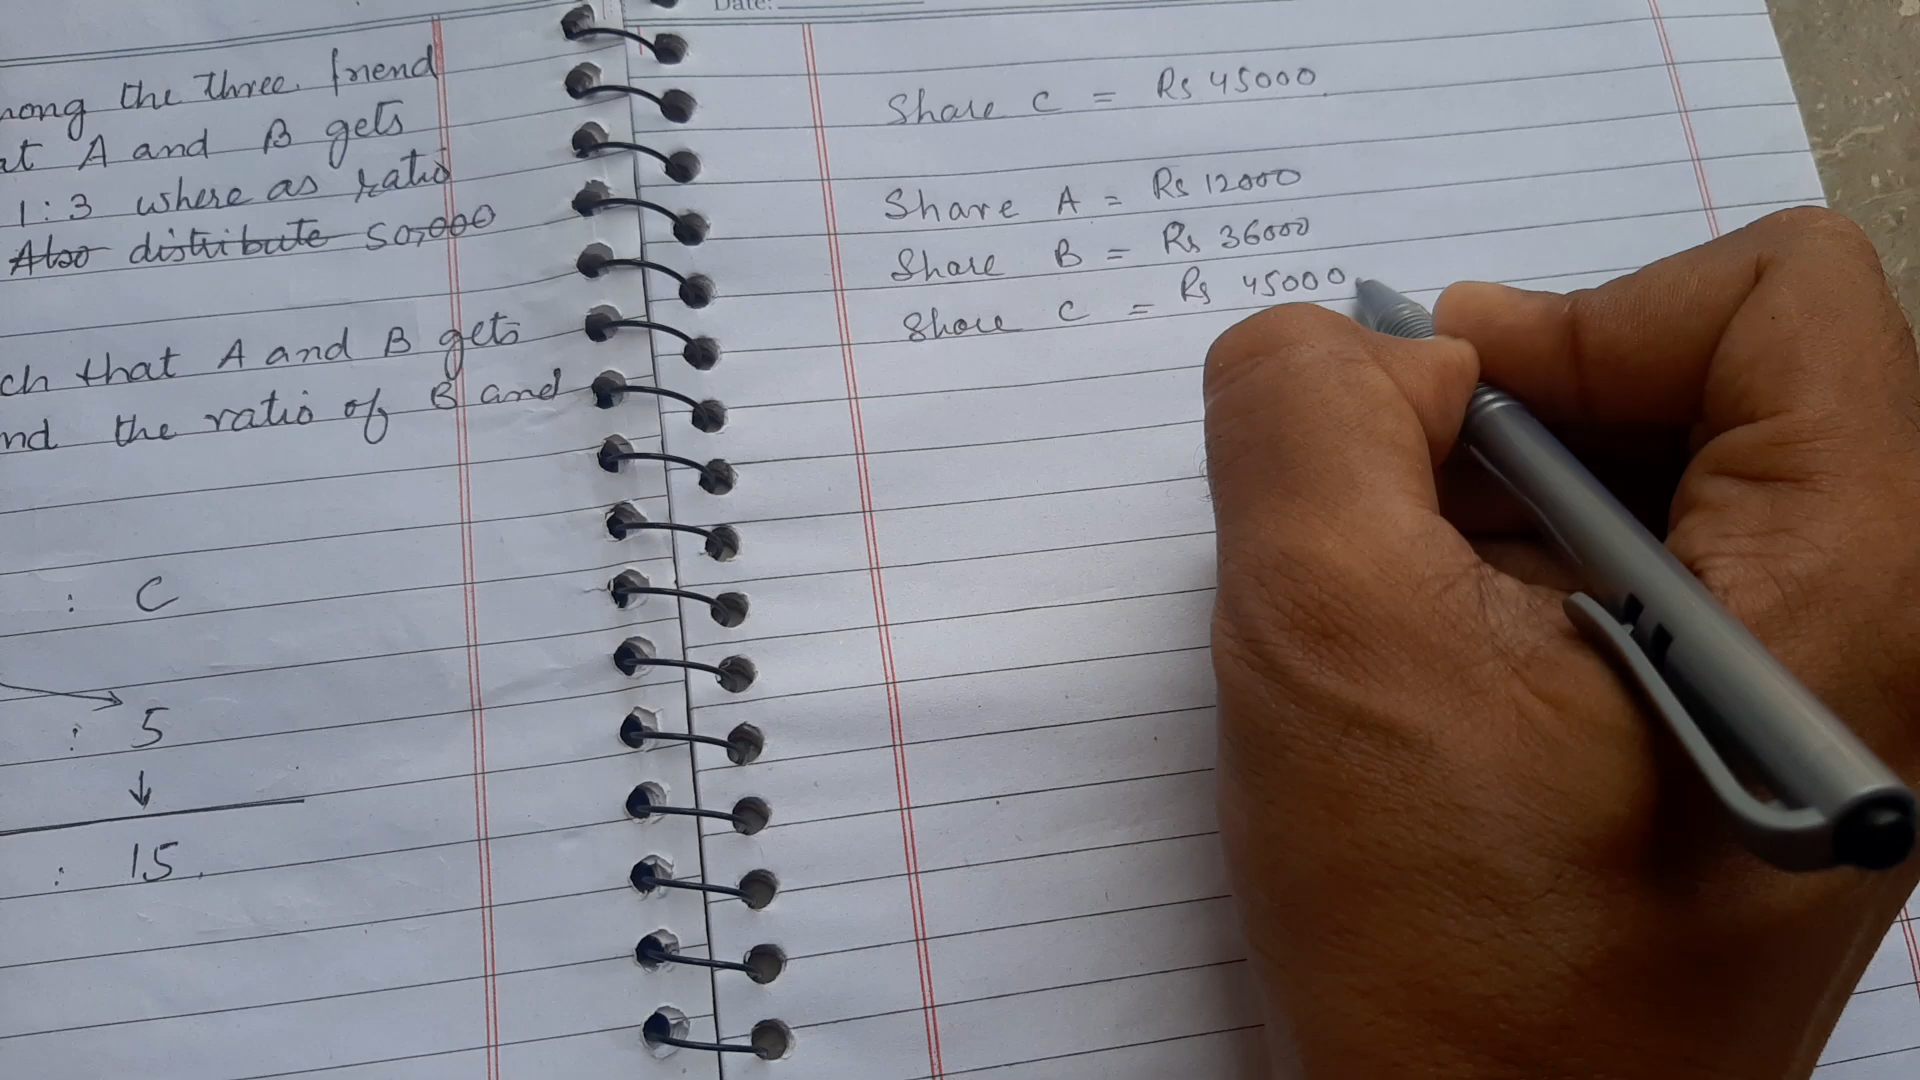 Date:
mong the three friend
at A and B gets
1 : 3 where as ratio
Also distribute 50,000
ch that A and B gets
nd the ratio of B and
: C
: 5
: 15.
Share C = Rs 45000.
Share A = Rs 12000
Share B = Rs 36000
Share C = Rs 45000